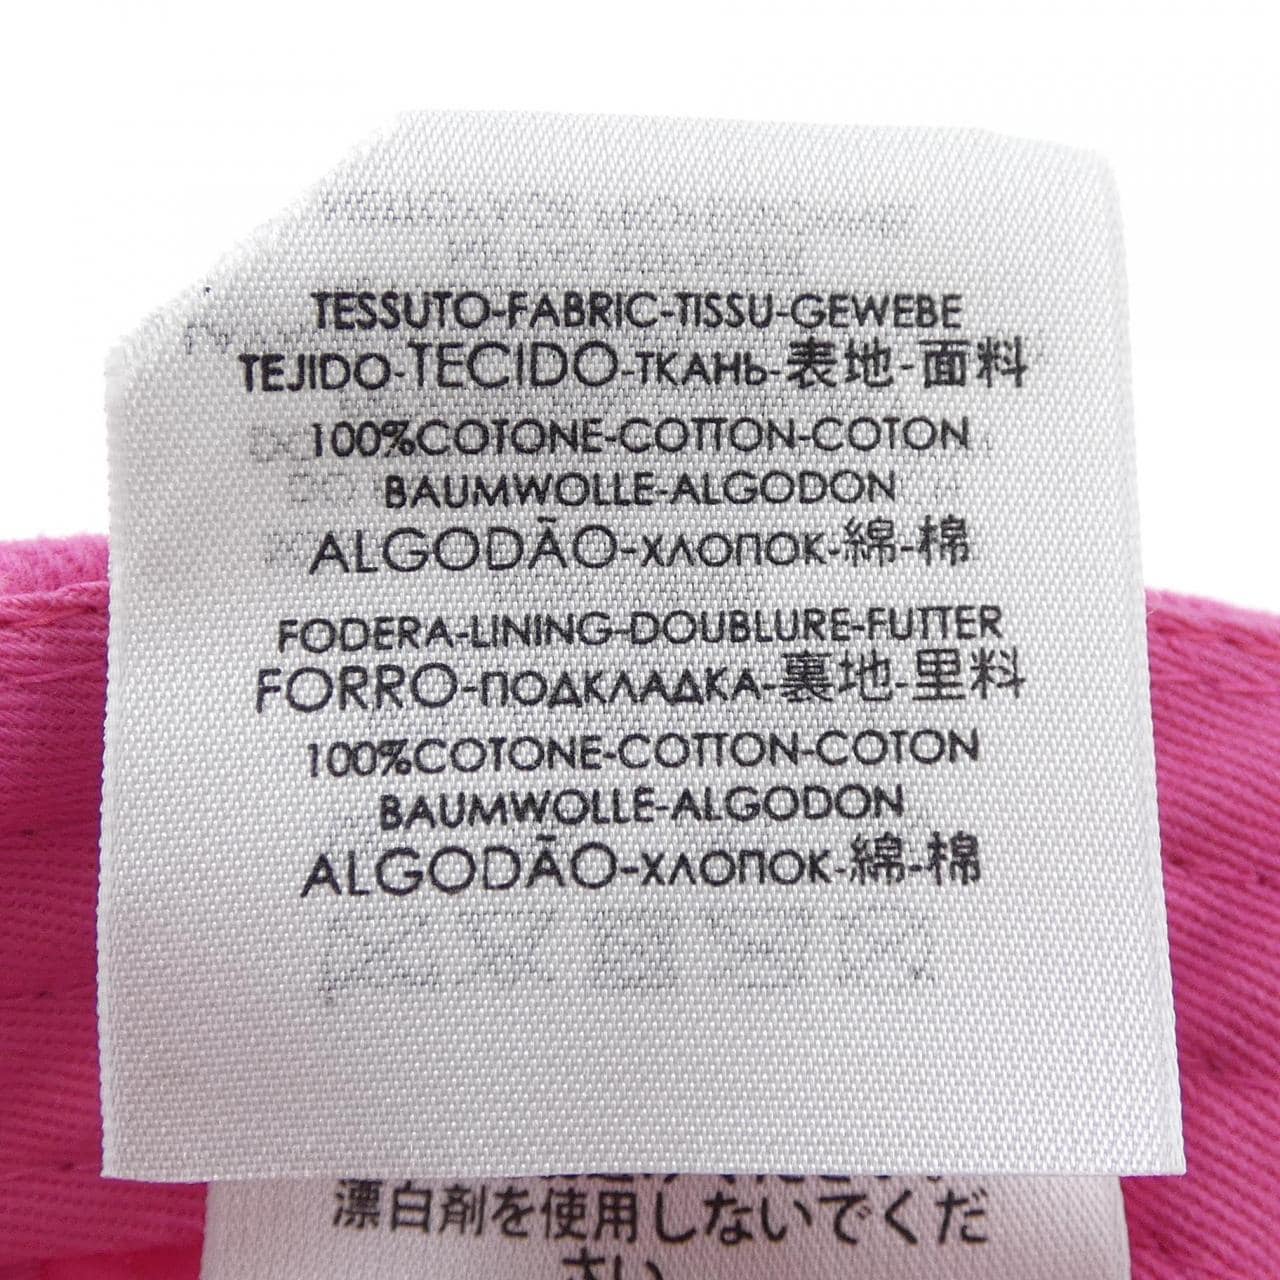 TESSUTO-FABRIC-TISSU-GEWEBE
TEJIDO-TECIDO-ТКАНЬ-表地-面料
100%COTONE-COTTON-COTON
BAUMWOLLE-ALGODON
ALGODÃO-ХЛОПОК-綿-棉
FODERA-LINING-DOUBLURE-FUTTER
FORRO-ПОДКЛАДКА-裏地-里料
100%COTONE-COTTON-COTON
BAUMWOLLE-ALGODON
ALGODÃO-ХЛОПОК-綿-棉
漂白剤を使用しないでくだ
さい